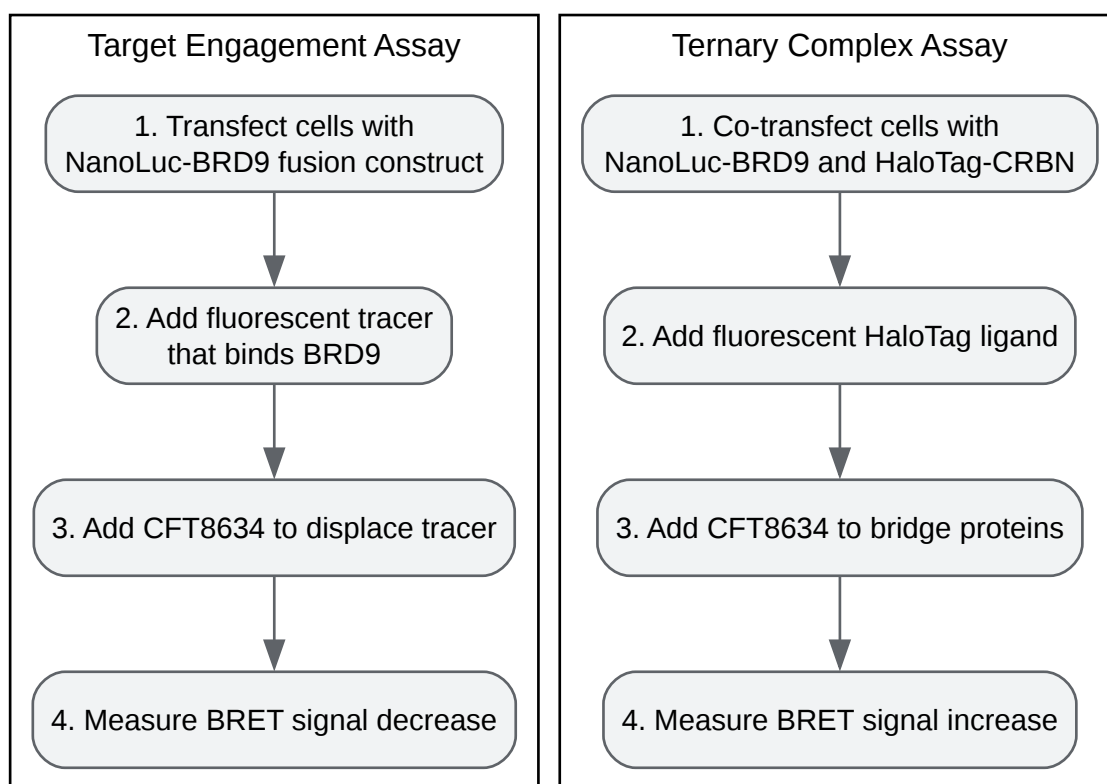 Target Engagement Assay
1. Transfect cells with
NanoLuc-BRD9 fusion construct
2. Add fluorescent tracer
that binds BRD9
3. Add CFT8634 to displace tracer
4. Measure BRET signal decrease
Ternary Complex Assay
1. Co-transfect cells with
NanoLuc-BRD9 and HaloTag-CRBN
2. Add fluorescent HaloTag ligand
3. Add CFT8634 to bridge proteins
4. Measure BRET signal increase